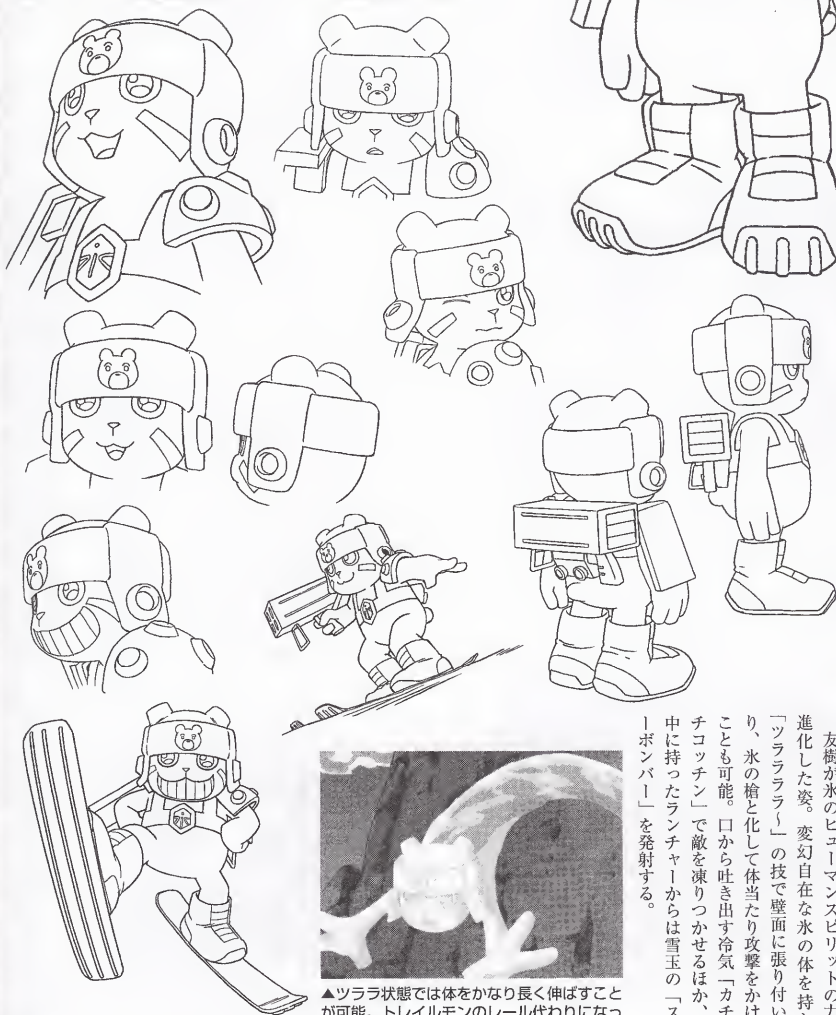 友樹が氷のヒューマンスピリットの力
進化した姿。変幻自在な氷の体を持
「ツララララ〜」の技で壁面に張り付い
り、氷の槍と化して体当たり攻撃をかけ
ことも可能。口から吐き出す冷気「カチ
チコッチン」で敵を凍りつかせるほか、
中に持ったランチャーからは雪玉の「ス
ーボンバー」を発射する。
▲ツララ状態では体をかなり長く伸ばすこと
が可能。トレイルモンのレール代わりになっ